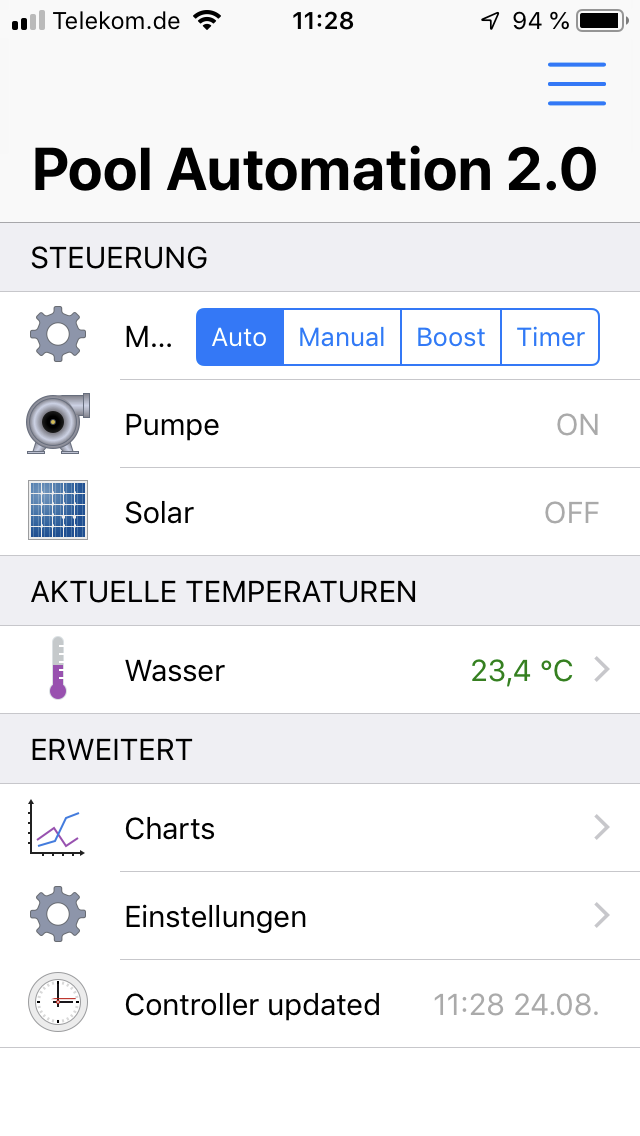 Telekom.de 11:28 94 %
Pool Automation 2.0
STEUERUNG
M... Auto Manual Boost Timer
Pumpe ON
Solar OFF
AKTUELLE TEMPERATUREN
Wasser 23,4 °C
ERWEITERT
Charts
Einstellungen
Controller updated 11:28 24.08.